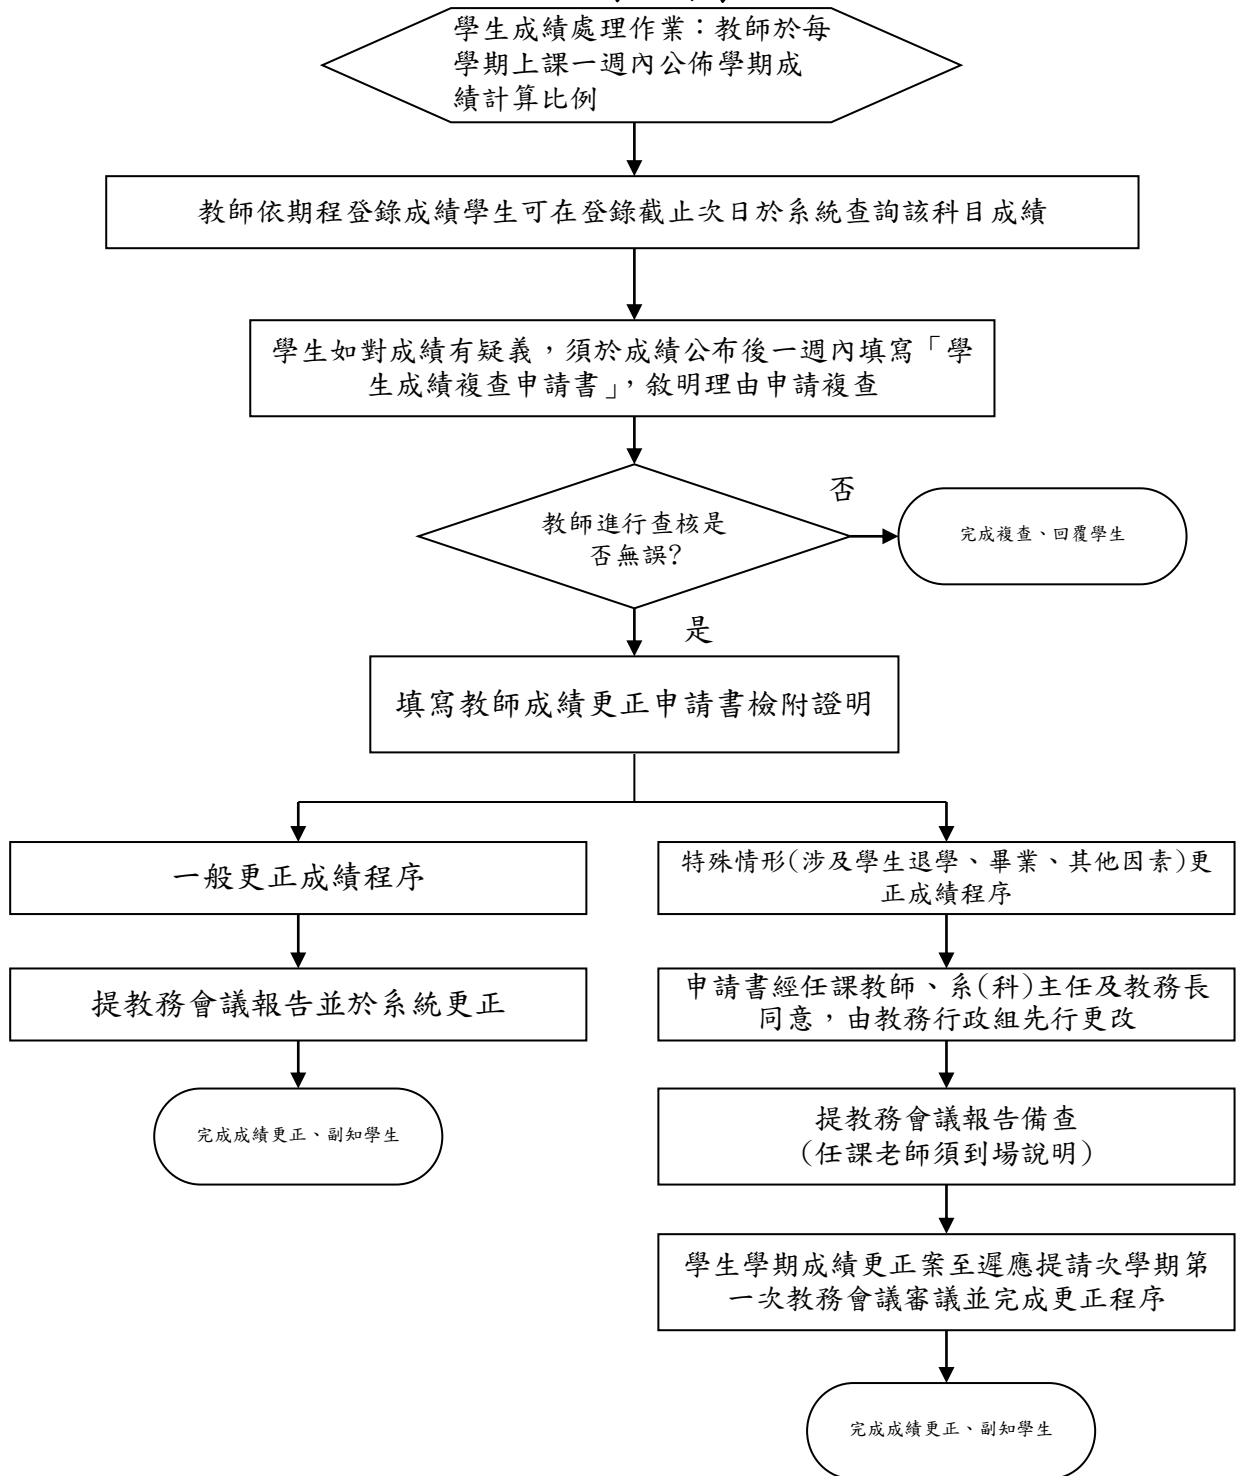 學生成績處理作業：教師於每
學期上課一週內公佈學期成
績計算比例
教師依期程登錄成績學生可在登錄截止次日於系統查詢該科目成績
學生如對成績有疑義，須於成績公布後一週內填寫「學
生成績複查申請書」，敘明理由申請複查
教師進行查核是
否無誤?
否
完成複查、回覆學生
是
填寫教師成績更正申請書檢附證明
一般更正成績程序
提教務會議報告並於系統更正
完成成績更正、副知學生
特殊情形(涉及學生退學、畢業、其他因素)更
正成績程序
申請書經任課教師、系(科)主任及教務長
同意，由教務行政組先行更改
提教務會議報告備查
(任課老師須到場說明)
學生學期成績更正案至遲應提請次學期第
一次教務會議審議並完成更正程序
完成成績更正、副知學生